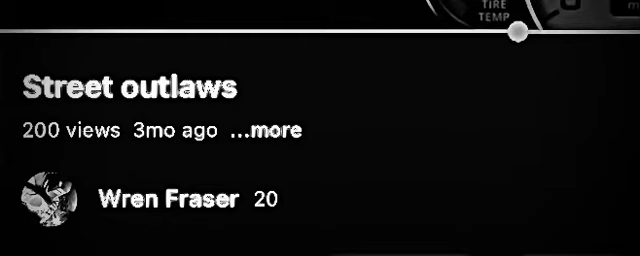 TIRE
TEMP
Street outlaws
200 views 3mo ago ...more
Wren Fraser 20